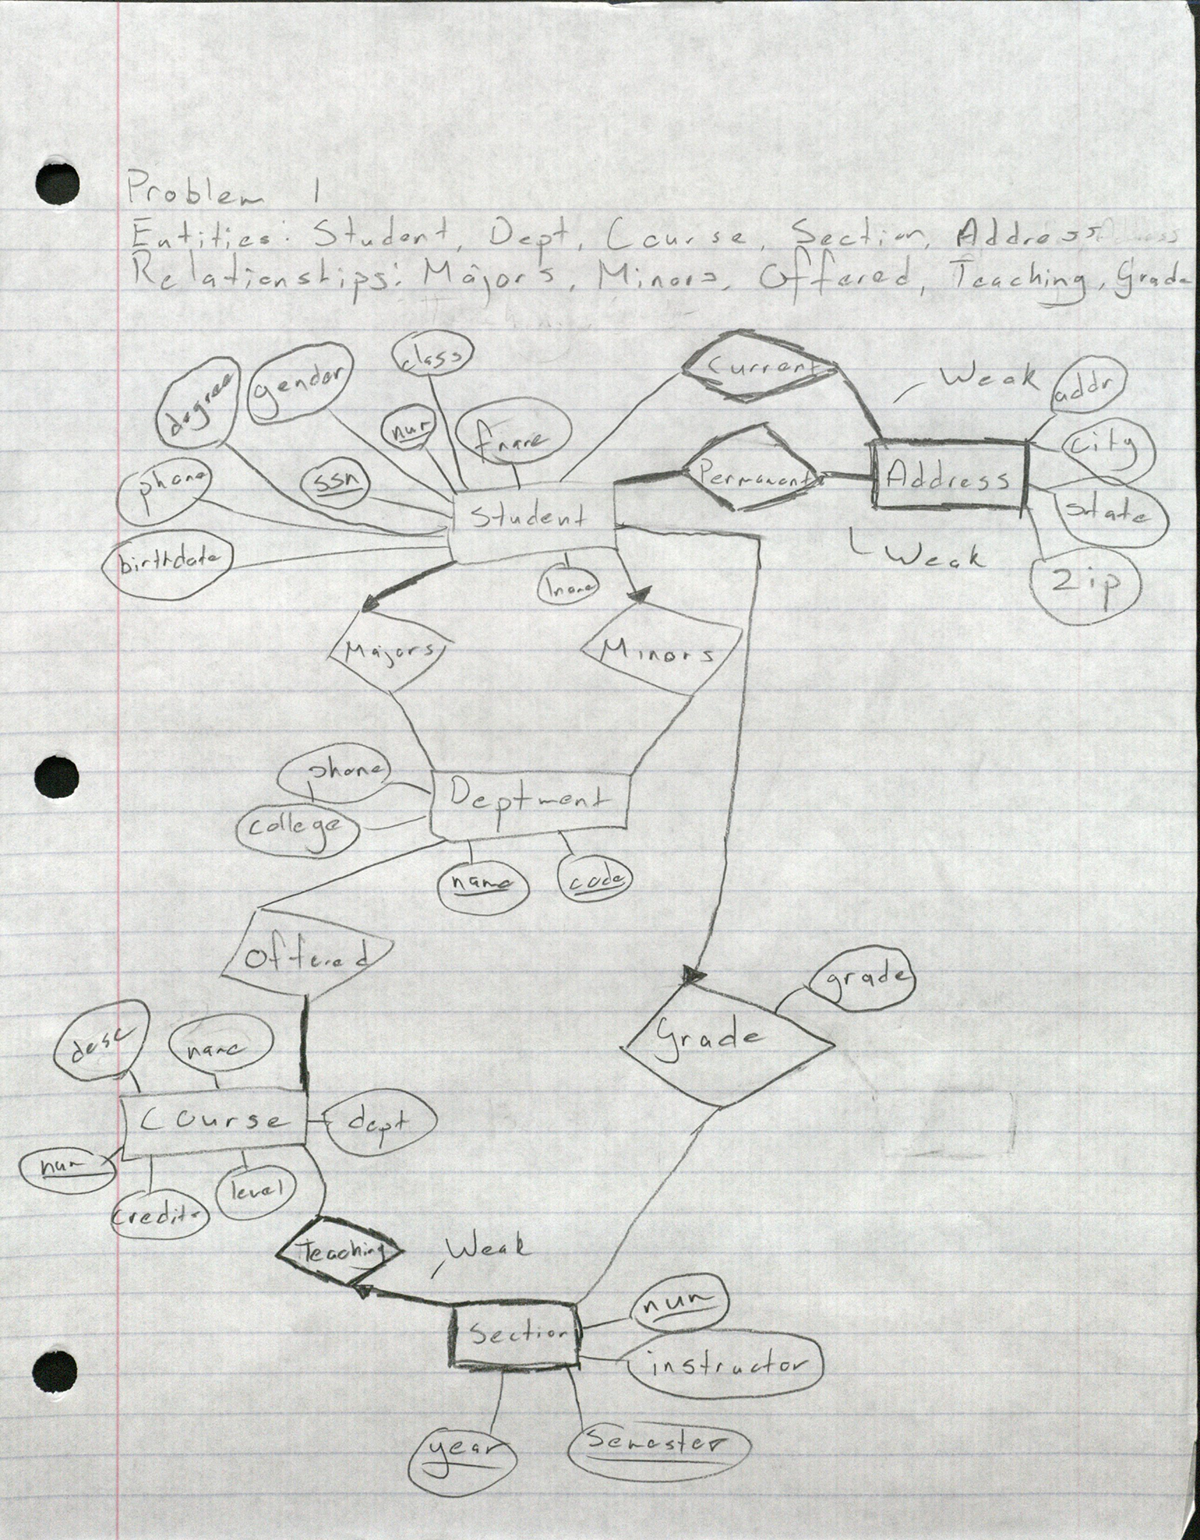 Problem 1
Entities: Student, Dept, Course, Section, Address
Relationships: Majors, Minors, Offered, Teaching, Grade
class
Current
Weak
addr
degree
gender
num
fname
city
phone
ssn
Student
Permanent
Address
state
birthdate
lname
Weak
zip
Majors
Minors
phone
Deptment
college
name
code
Offered
grade
Grade
desc
name
Course
dept
num
credits
level
Teaching
Weak
Section
num
instructor
year
Semester